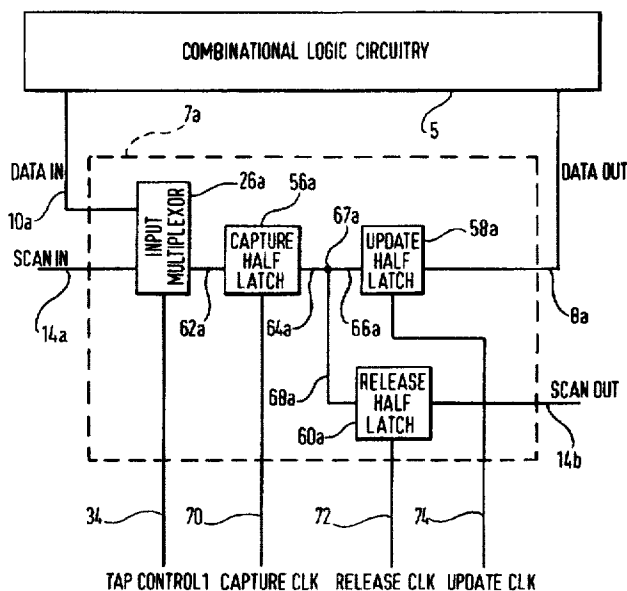 COMBINATIONAL LOGIC CIRCUITRY
7a
5
DATA IN
26a
56a
67a
58a
DATA OUT
10a
INPUT
MULTIPLEXOR
CAPTURE
HALF
LATCH
UPDATE
HALF
LATCH
SCAN IN
14a
62a
64a
66a
8a
68a
RELEASE
HALF
LATCH
60a
SCAN OUT
14b
34
70
72
74
TAP CONTROL1 CAPTURE CLK RELEASE CLK UPDATE CLK